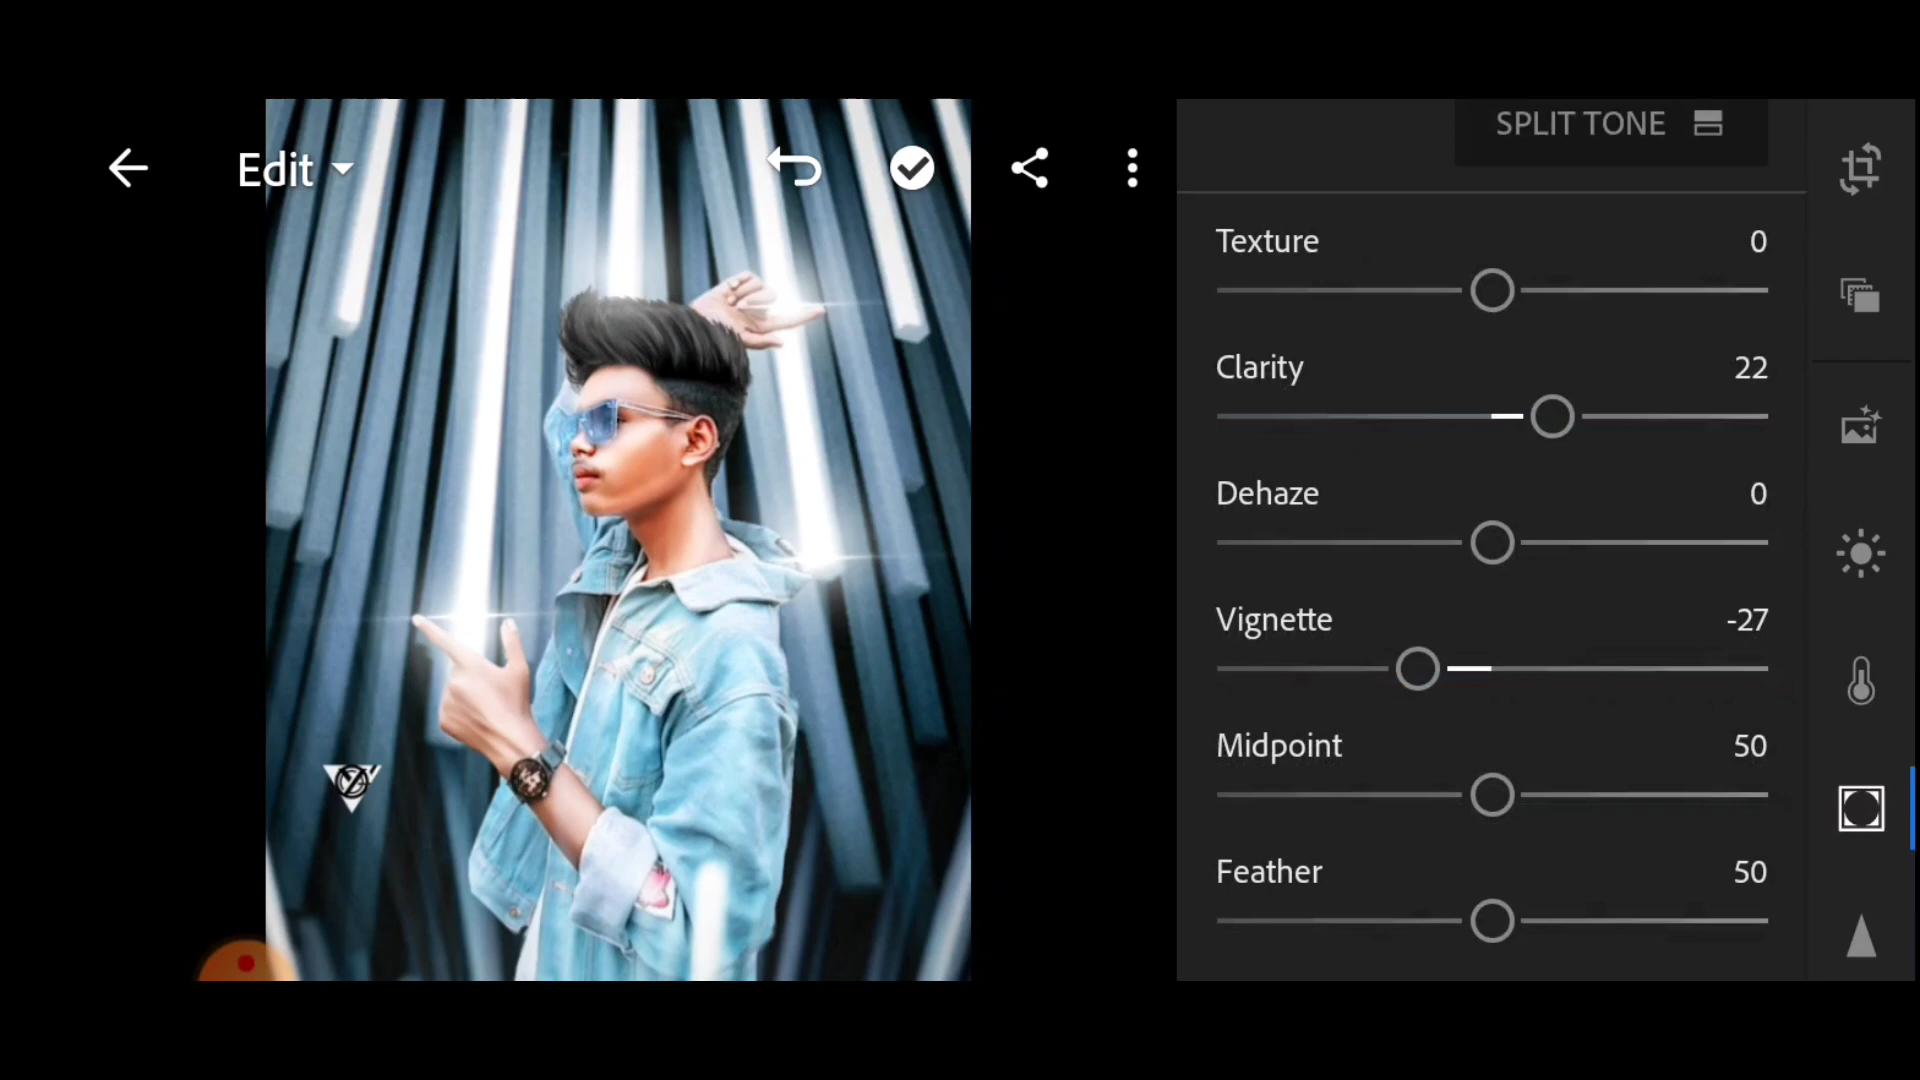 Edit
SPLIT TONE
Texture 0
Clarity 22
Dehaze 0
Vignette -27
Midpoint 50
Feather 50